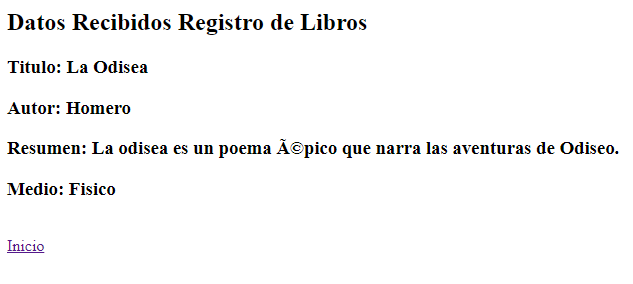 Datos Recibidos Registro de Libros
Titulo: La Odisea
Autor: Homero
Resumen: La odisea es un poema Ã©pico que narra las aventuras de Odiseo.
Medio: Fisico
Inicio